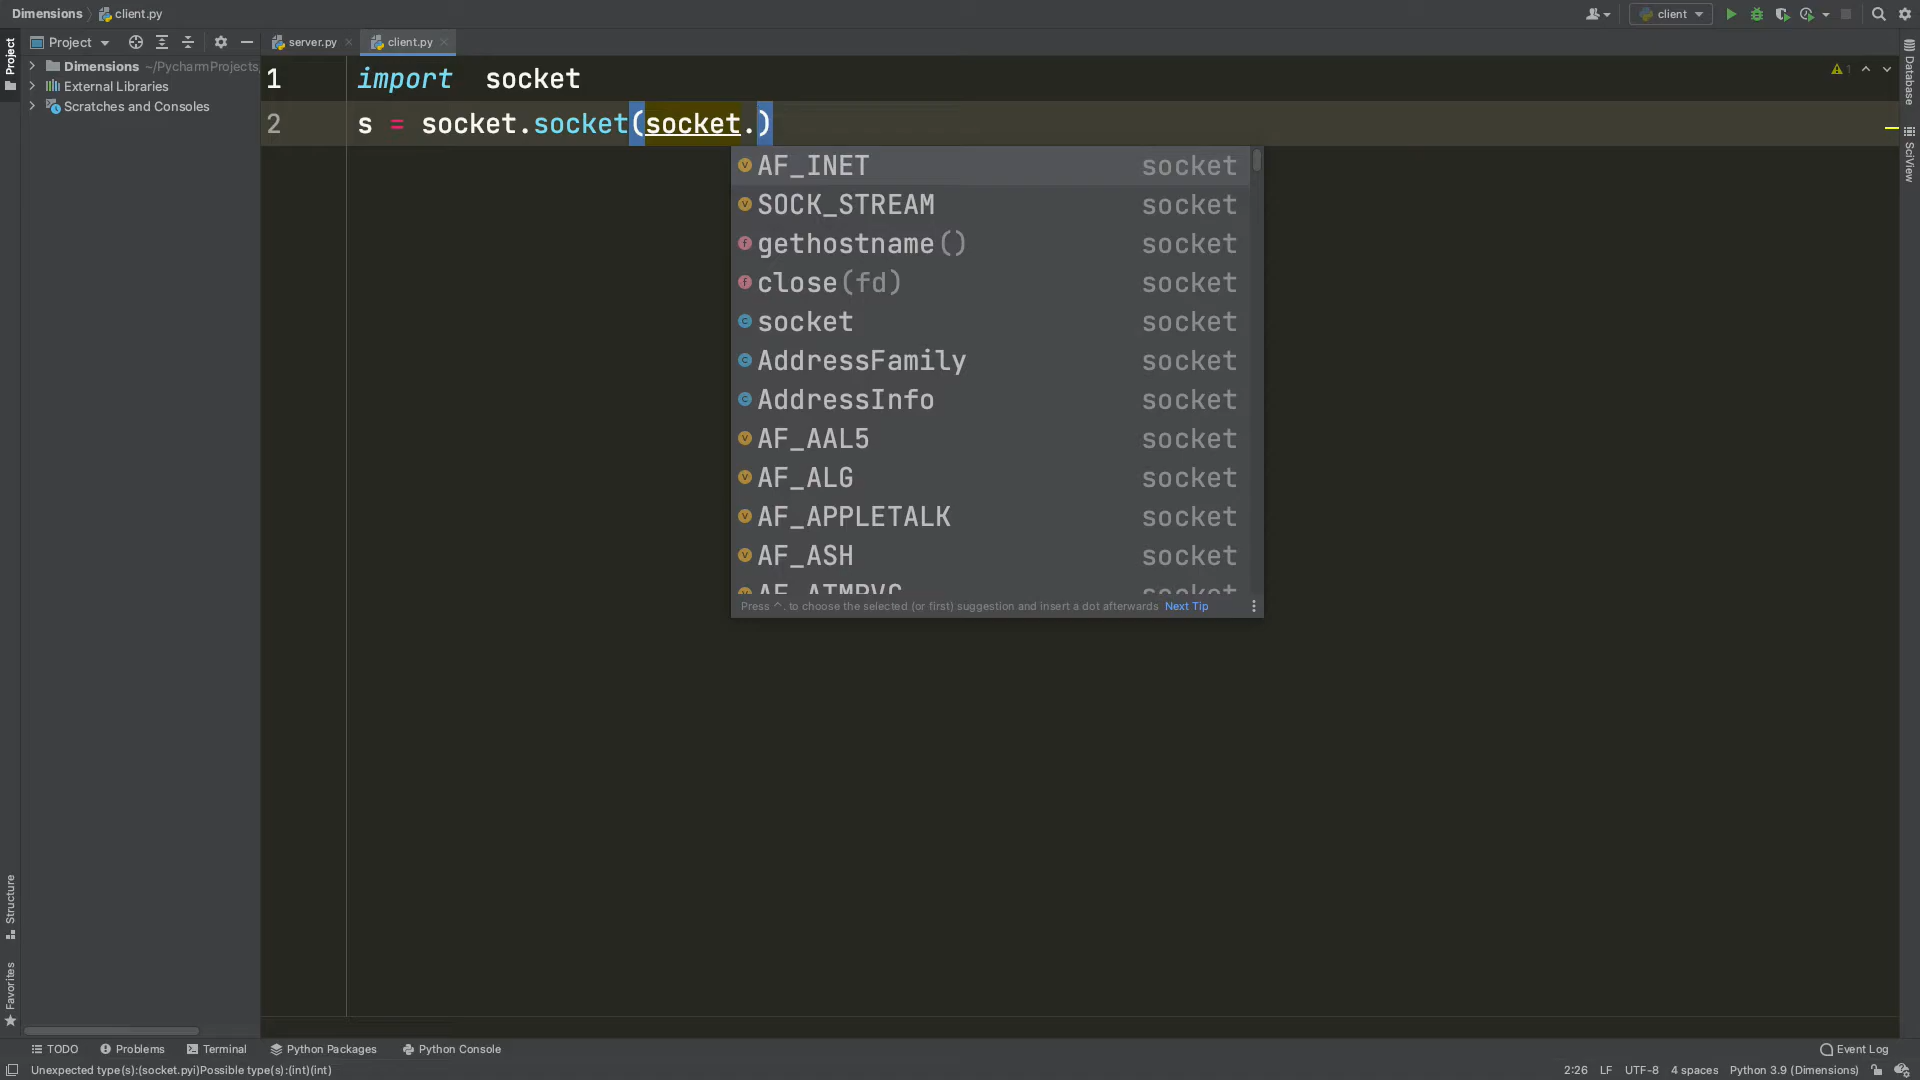 Dimensions client.py
client
Project
server.py
client.py
Project
Dimensions ~/PycharmProjects,
External Libraries
Scratches and Consoles
1 import  socket
2 s = socket.socket(socket.)
AF_INET socket
SOCK_STREAM socket
gethostname() socket
close(fd) socket
socket socket
AddressFamily socket
AddressInfo socket
AF_AAL5 socket
AF_ALG socket
AF_APPLETALK socket
AF_ASH socket
AF_ATMPVC socket
Press ^. to choose the selected (or first) suggestion and insert a dot afterwards Next Tip
1
Database
SciView
Structure
Favorites
TODO Problems Terminal Python Packages Python Console Event Log
Unexpected type(s):(socket.pyi)Possible type(s):(int)(int) 2:26 LF UTF-8 4 spaces Python 3.9 (Dimensions)